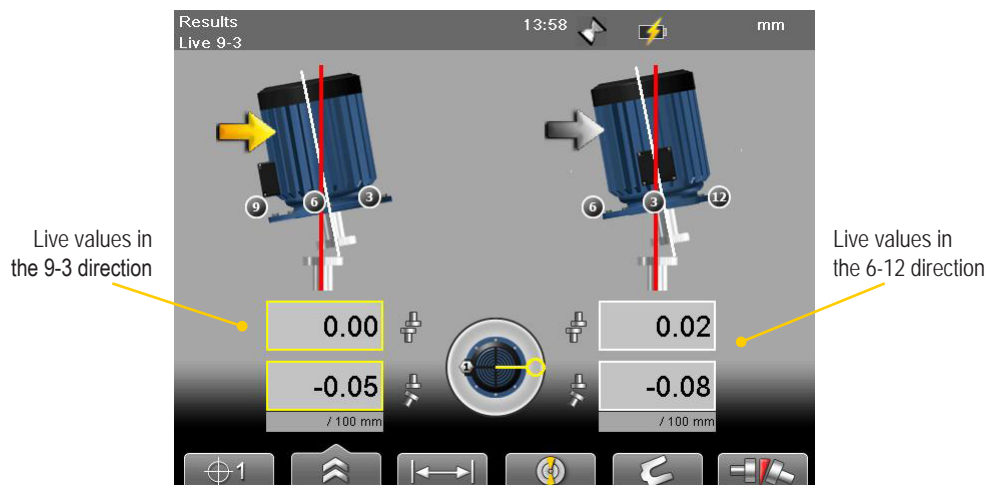 Results
13:58
mm
Live 9-3
9
6
3
6
3
12
Live values in
the 9-3 direction
Live values in
the 6-12 direction
0.00
0.02
1
-0.05
-0.08
/ 100 mm
/ 100 mm
1